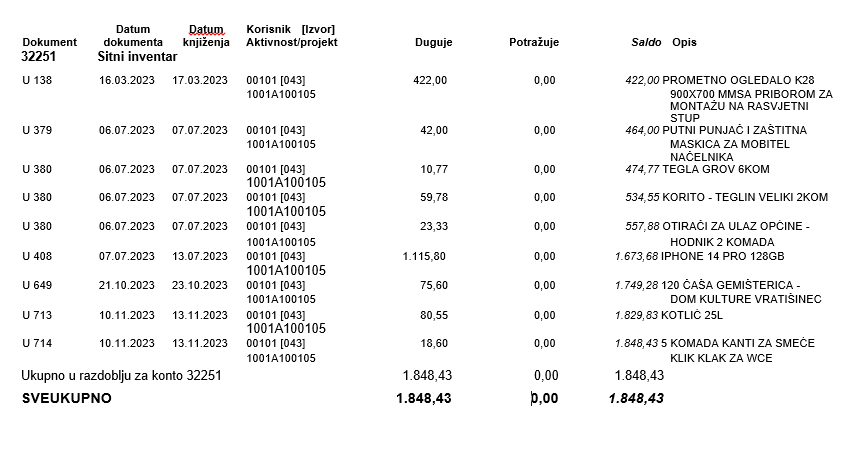 Datum Datum Korisnik [Izvor]
Dokument dokumenta knjiženja Aktivnost/projekt Duguje Potražuje Saldo Opis
32251 Sitni inventar
U 138 16.03.2023 17.03.2023 00101 [043] 422,00 0,00 422,00 PROMETNO OGLEDALO K28
1001A100105 900X700 MMSA PRIBOROM ZA
MONTAŽU NA RASVJETNI
STUP
U 379 06.07.2023 07.07.2023 00101 [043] 42,00 0,00 464,00 PUTNI PUNJAČ I ZAŠTITNA
1001A100105 MASKICA ZA MOBITEL
NAČELNIKA
U 380 06.07.2023 07.07.2023 00101 [043] 10,77 0,00 474,77 TEGLA GROV 6KOM
1001A100105
U 380 06.07.2023 07.07.2023 00101 [043] 59,78 0,00 534,55 KORITO - TEGLIN VELIKI 2KOM
1001A100105
U 380 06.07.2023 07.07.2023 00101 [043] 23,33 0,00 557,88 OTIRAČI ZA ULAZ OPĆINE -
1001A100105 HODNIK 2 KOMADA
U 408 07.07.2023 13.07.2023 00101 [043] 1.115,80 0,00 1.673,68 IPHONE 14 PRO 128GB
1001A100105
U 649 21.10.2023 23.10.2023 00101 [043] 75,60 0,00 1.749,28 120 ČAŠA GEMIŠTERICA -
1001A100105 DOM KULTURE VRATIŠINEC
U 713 10.11.2023 13.11.2023 00101 [043] 80,55 0,00 1.829,83 KOTLIĆ 25L
1001A100105
U 714 10.11.2023 13.11.2023 00101 [043] 18,60 0,00 1.848,43 5 KOMADA KANTI ZA SMEĆE
1001A100105 KLIK KLAK ZA WCE
Ukupno u razdoblju za konto 32251 1.848,43 0,00 1.848,43
SVEUKUPNO 1.848,43 0,00 1.848,43